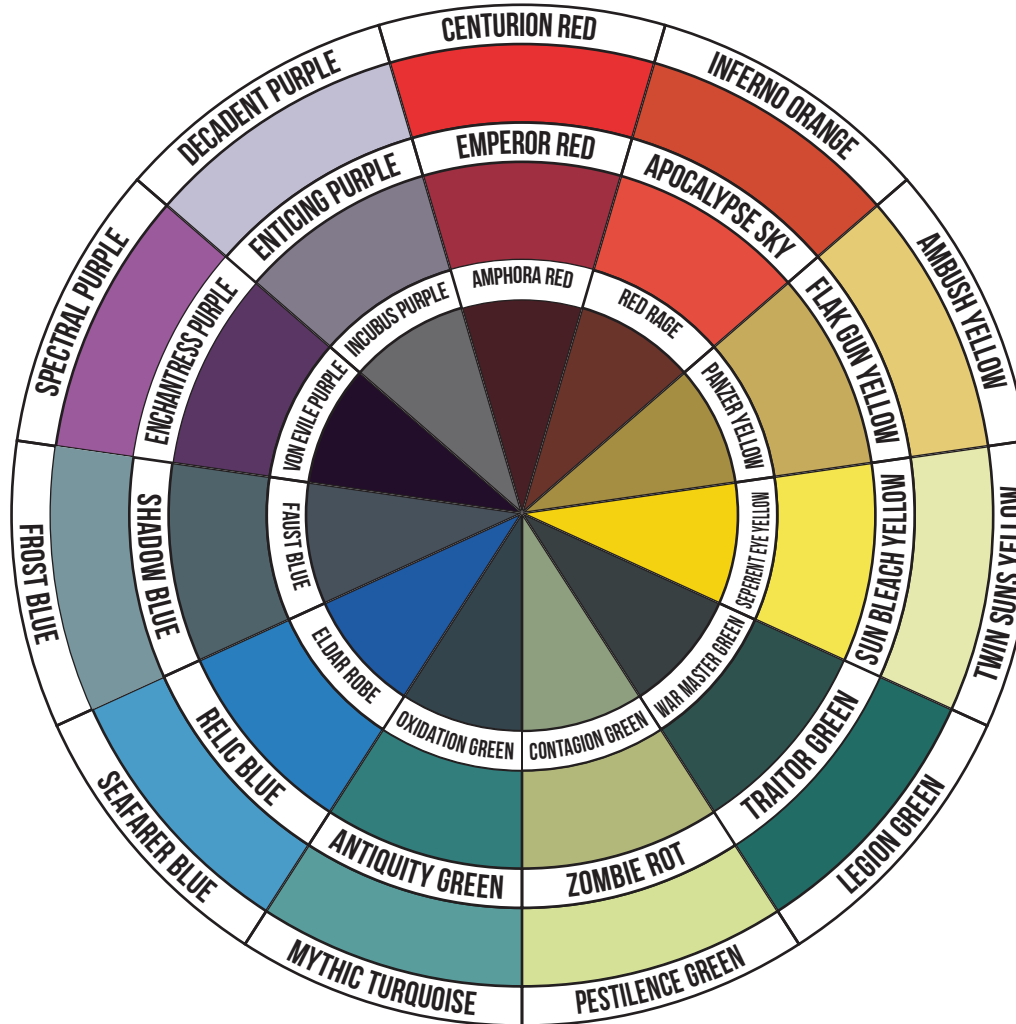 CENTURION RED
INFERNO ORANGE
AMBUSH YELLOW
TWIN SUNS YELLOW
LEGION GREEN
PESTILENCE GREEN
MYTHIC TURQUOISE
SEAFARER BLUE
FROST BLUE
SPECTRAL PURPLE
DECADENT PURPLE
EMPEROR RED
APOCALYPSE SKY
FLAK GUN YELLOW
SUN BLEACH YELLOW
TRAITOR GREEN
ZOMBIE ROT
ANTIQUITY GREEN
RELIC BLUE
SHADOW BLUE
ENCHANTRESS PURPLE
ENTICING PURPLE
AMPHORA RED
RED RAGE
PANZER YELLOW
SEPERENT EYE YELLOW
WAR MASTER GREEN
CONTAGION GREEN
OXIDATION GREEN
ELDAR ROBE
FAUST BLUE
VON EVILE PURPLE
INCUBUS PURPLE